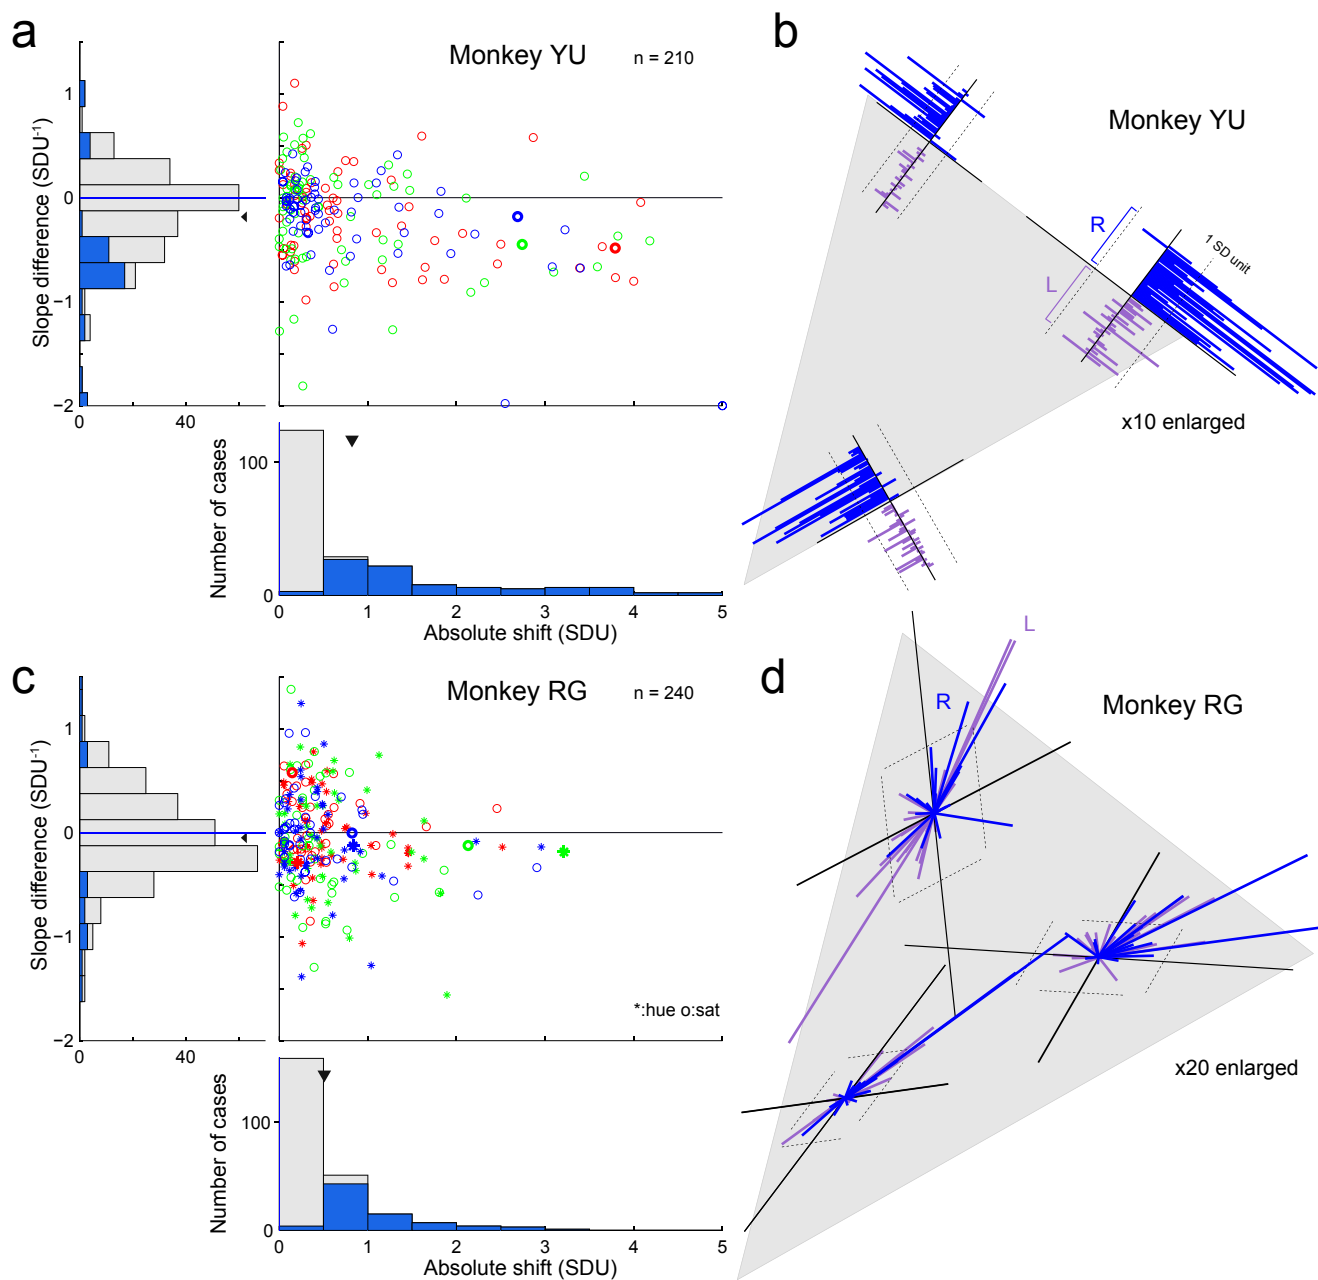 a
Monkey YU
n = 210
Slope difference (SDU⁻¹)
1
0
−1
−2
0
40
Number of cases
100
0
0
1
2
3
4
5
Absolute shift (SDU)
b
Monkey YU
R
L
1 SD unit
x10 enlarged
c
Monkey RG
n = 240
Slope difference (SDU⁻¹)
1
0
−1
−2
0
40
*:hue o:sat
Number of cases
100
0
0
1
2
3
4
5
Absolute shift (SDU)
d
L
R
Monkey RG
x20 enlarged